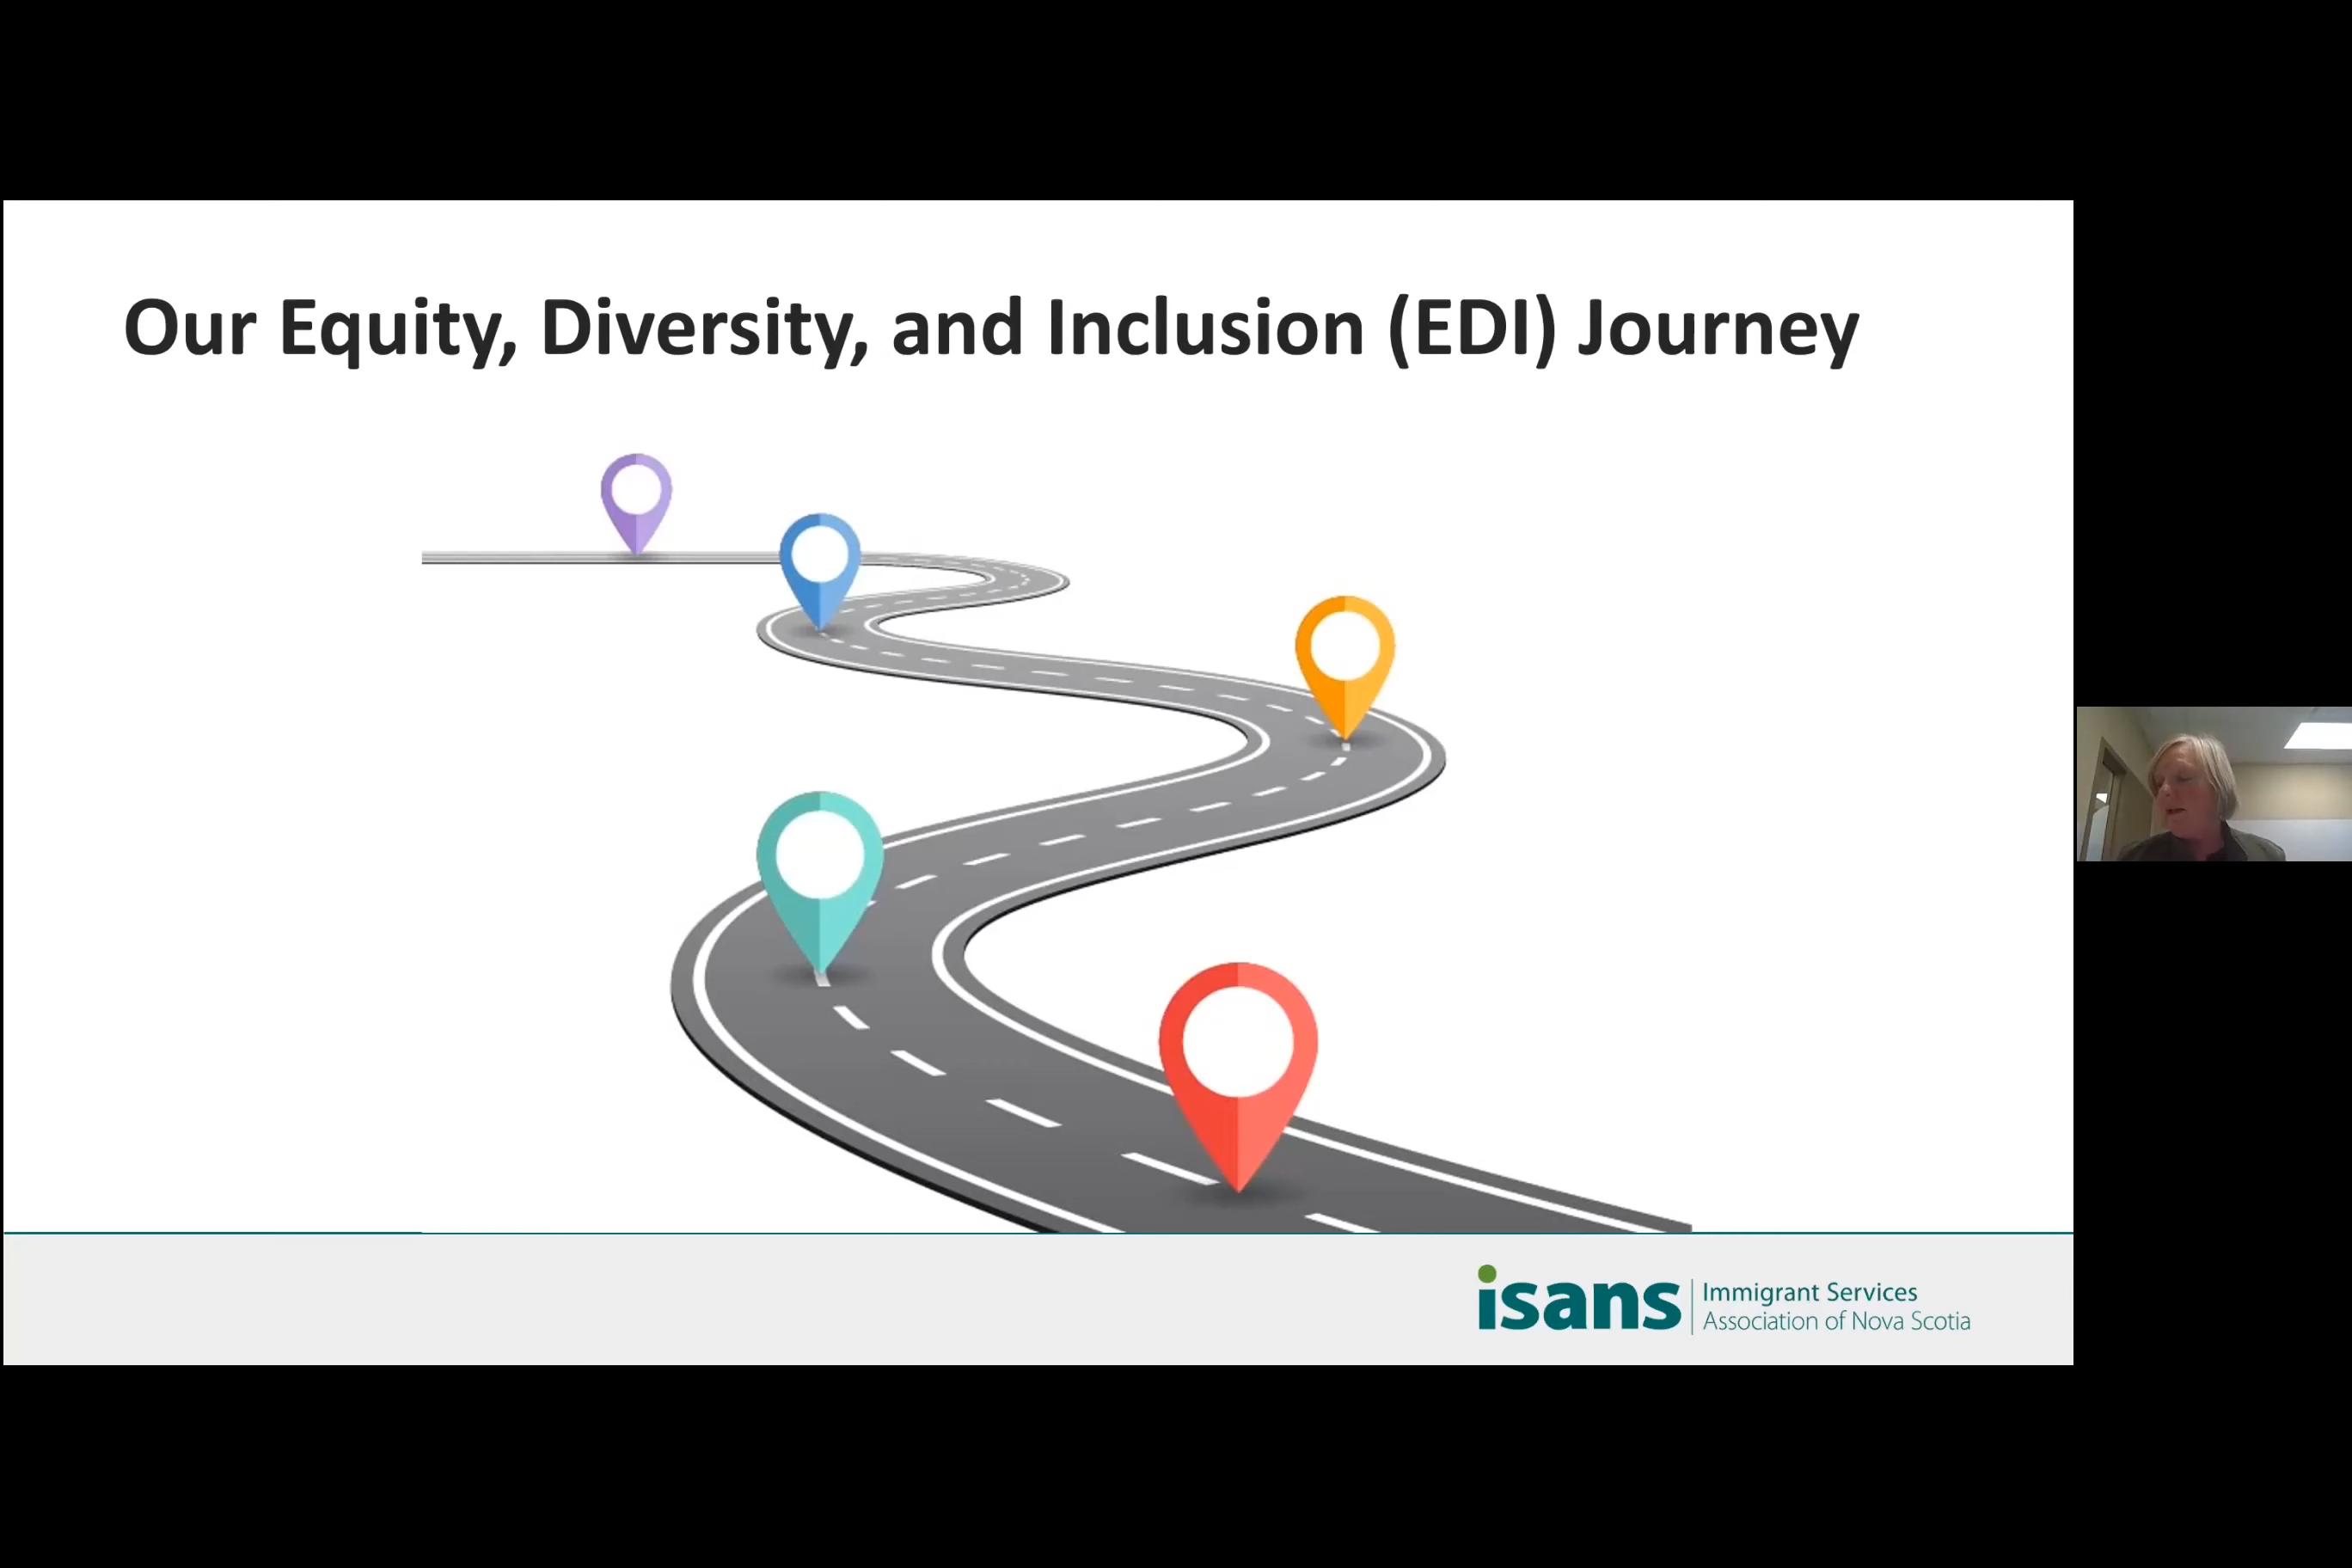 Our Equity, Diversity, and Inclusion (EDI) Journey
isans
Immigrant Services
Association of Nova Scotia